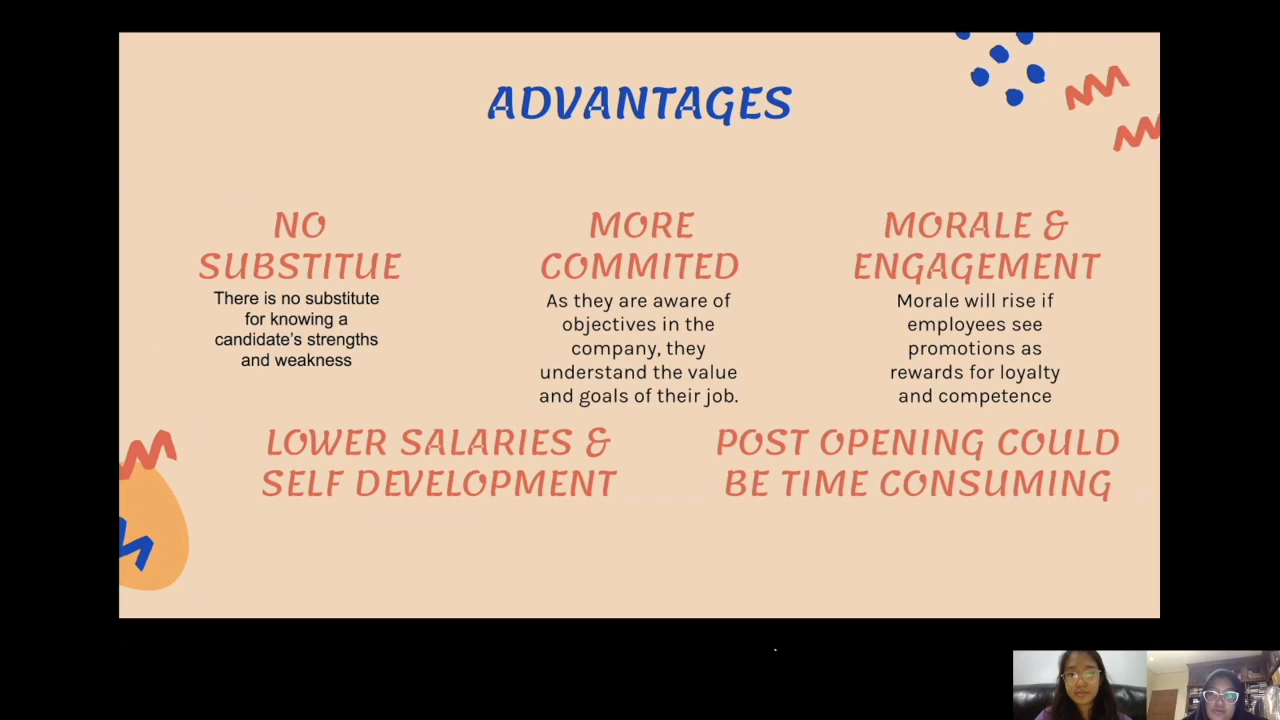 ADVANTAGES
NO
SUBSTITUE
There is no substitute
for knowing a
candidate's strengths
and weakness
MORE
COMMITED
As they are aware of
objectives in the
company, they
understand the value
and goals of their job.
MORALE &
ENGAGEMENT
Morale will rise if
employees see
promotions as
rewards for loyalty
and competence
LOWER SALARIES &
SELF DEVELOPMENT
POST OPENING COULD
BE TIME CONSUMING